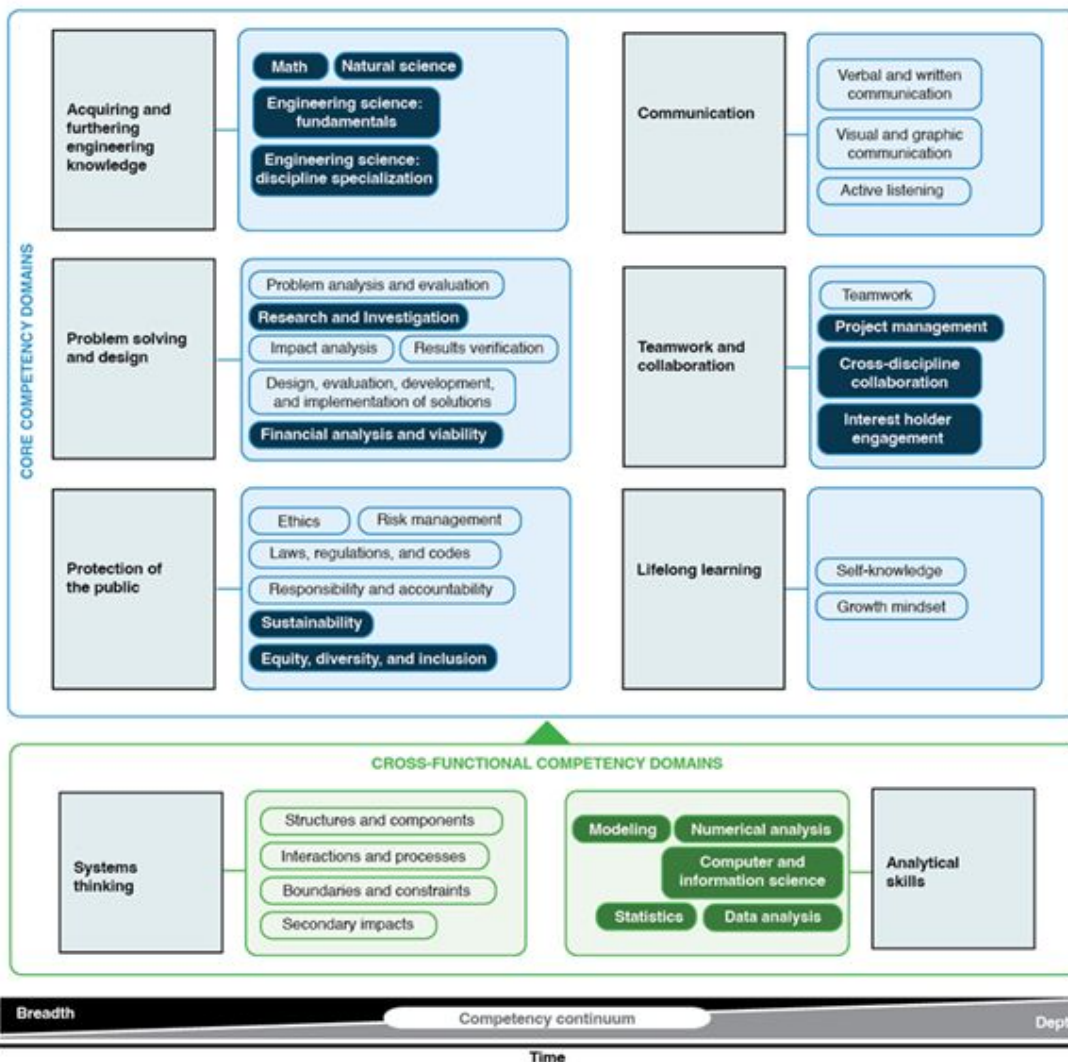 CORE COMPETENCY DOMAINS
Acquiring and
furthering
engineering
knowledge
Math
Natural science
Engineering science:
fundamentals
Engineering science:
discipline specialization
Communication
Verbal and written
communication
Visual and graphic
communication
Active listening
Problem solving
and design
Problem analysis and evaluation
Research and Investigation
Impact analysis
Results verification
Design, evaluation, development,
and implementation of solutions
Financial analysis and viability
Teamwork and
collaboration
Teamwork
Project management
Cross-discipline
collaboration
Interest holder
engagement
Protection of
the public
Ethics
Risk management
Laws, regulations, and codes
Responsibility and accountability
Sustainability
Equity, diversity, and inclusion
Lifelong learning
Self-knowledge
Growth mindset
CROSS-FUNCTIONAL COMPETENCY DOMAINS
Systems
thinking
Structures and components
Interactions and processes
Boundaries and constraints
Secondary impacts
Modeling
Numerical analysis
Computer and
information science
Statistics
Data analysis
Analytical
skills
Breadth
Competency continuum
Dept
Time